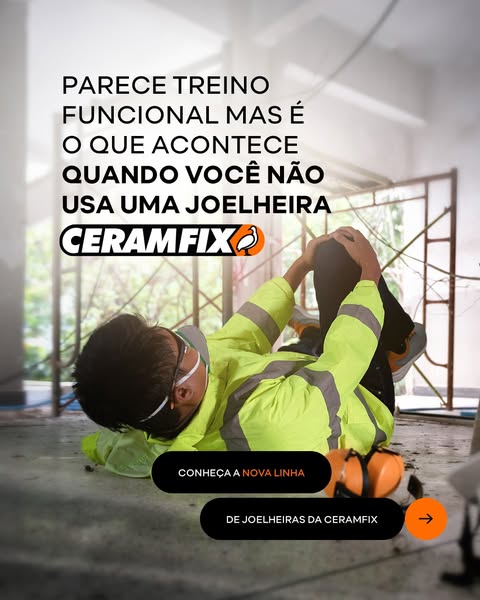 PARECE TREINO
FUNCIONAL MAS É
O QUE ACONTECE
QUANDO VOCÊ NÃO
USA UMA JOELHEIRA
CERAMFIX
CONHEÇA A NOVA LINHA
DE JOELHEIRAS DA CERAMFIX